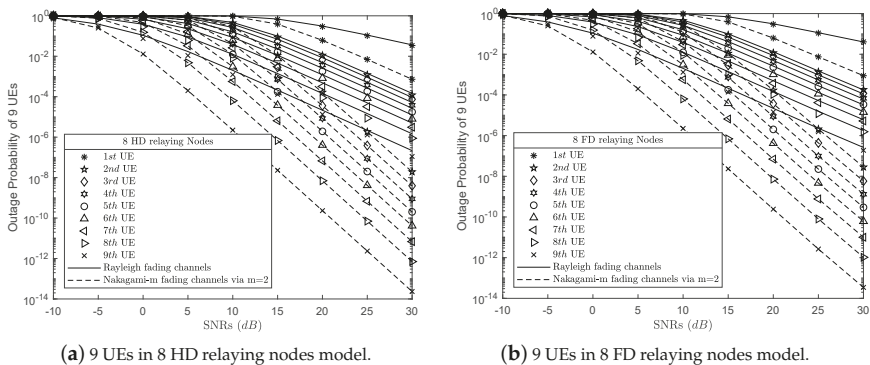 Outage Probability of 9 UEs
10^0
10^-2
10^-4
10^-6
10^-8
10^-10
10^-12
10^-14
8 HD relaying Nodes
1st UE
2nd UE
3rd UE
4th UE
5th UE
6th UE
7th UE
8th UE
9th UE
Rayleigh fading channels
Nakagami-m fading channels via m=2
-10 -5 0 5 10 15 20 25 30
SNRs (dB)
(a) 9 UEs in 8 HD relaying nodes model.
Outage Probability of 9 UEs
10^0
10^-2
10^-4
10^-6
10^-8
10^-10
10^-12
10^-14
8 FD relaying Nodes
1st UE
2nd UE
3rd UE
4th UE
5th UE
6th UE
7th UE
8th UE
9th UE
Rayleigh fading channels
Nakagami-m fading channels via m=2
-10 -5 0 5 10 15 20 25 30
SNRs (dB)
(b) 9 UEs in 8 FD relaying nodes model.